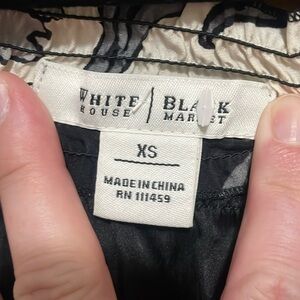 WHITE | BLACK
HOUSE | MARKET
XS
MADE IN CHINA
RN 111459